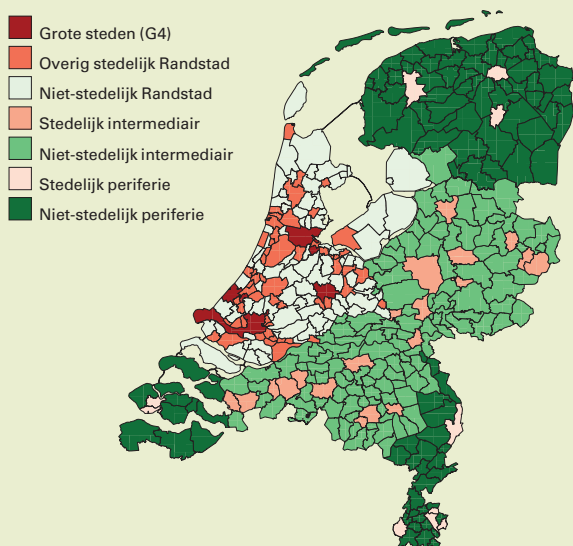 Grote steden (G4)
Overig stedelijk Randstad
Niet-stedelijk Randstad
Stedelijk intermediair
Niet-stedelijk intermediair
Stedelijk periferie
Niet-stedelijk periferie